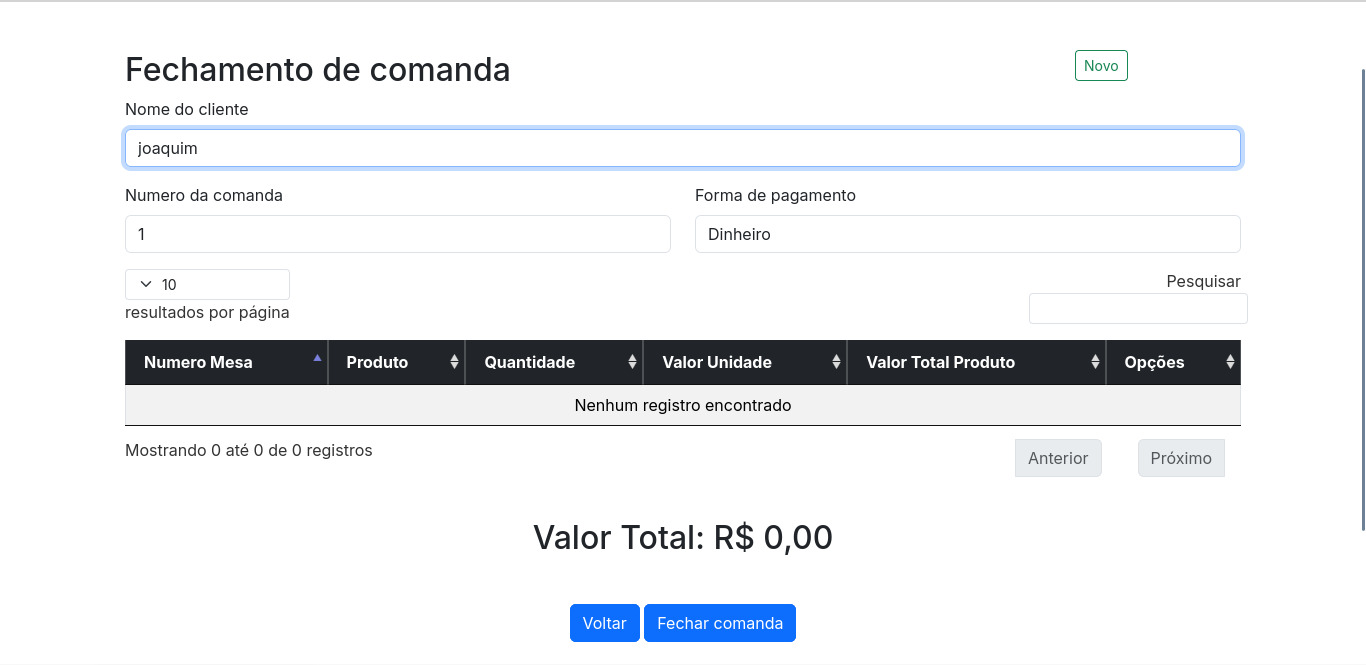 Fechamento de comanda
Novo
Nome do cliente
joaquim
Numero da comanda
Forma de pagamento
1
Dinheiro
10
resultados por página
Pesquisar
Numero Mesa Produto Quantidade Valor Unidade Valor Total Produto Opções
Nenhum registro encontrado
Mostrando 0 até 0 de 0 registros
Anterior Próximo
Valor Total: R$ 0,00
Voltar Fechar comanda